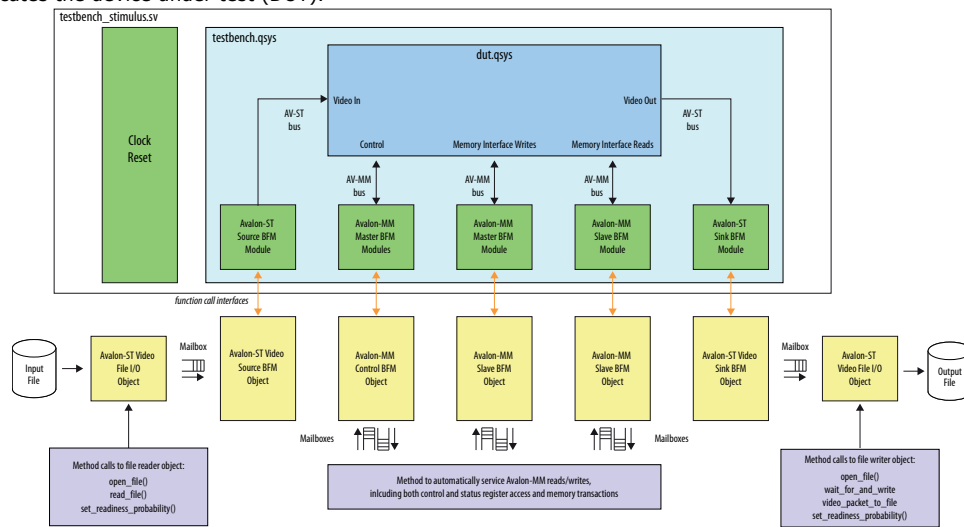 cates the device under test (DUT).
testbench_stimulus.sv
testbench.qsys
dut.qsys
Clock
Reset
Video In
Video Out
AV-ST
bus
AV-ST
bus
Control
Memory Interface Writes
Memory Interface Reads
AV-MM
bus
AV-MM
bus
AV-MM
bus
Avalon-ST
Source BFM
Module
Avalon-MM
Master BFM
Modules
Avalon-MM
Master BFM
Module
Avalon-MM
Slave BFM
Module
Avalon-ST
Sink BFM
Module
function call interfaces
Input
File
Avalon-ST Video
File I/O
Object
Mailbox
Avalon-ST Video
Source BFM
Object
Avalon-MM
Control BFM
Object
Avalon-MM
Slave BFM
Object
Avalon-MM
Slave BFM
Object
Avalon-ST Video
Sink BFM
Object
Mailbox
Avalon-ST
Video File I/O
Object
Output
File
Mailboxes
Mailboxes
Method calls to file reader object:
open_file()
read_file()
set_readiness_probability()
Method to automatically service Avalon-MM reads/writes,
inlcuding both control and status register access and memory transactions
Method calls to file writer object:
open_file()
wait_for_and_write
video_packet_to_file
set_readiness_probability()